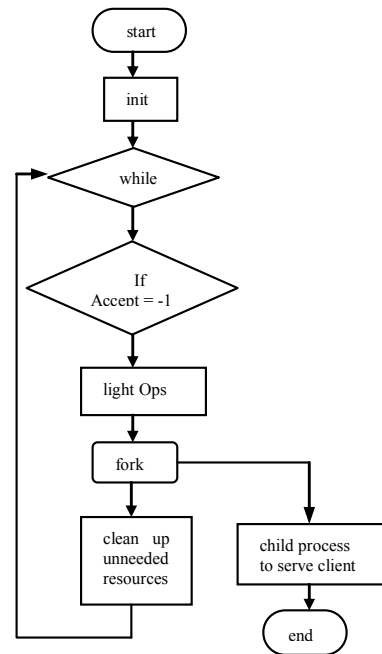 start
init
while
If
Accept = -1
light Ops
fork
clean up
unneeded
resources
child process
to serve client
end